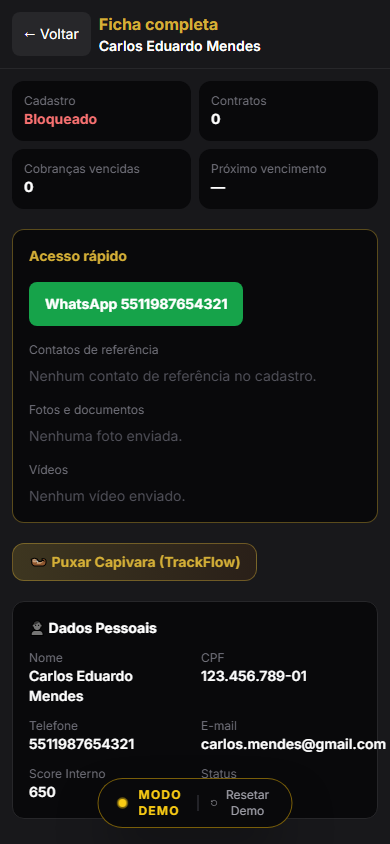 ← Voltar
Ficha completa
Carlos Eduardo Mendes
Cadastro
Bloqueado
Contratos
0
Cobranças vencidas
0
Próximo vencimento
—
Acesso rápido
WhatsApp 5511987654321
Contatos de referência
Nenhum contato de referência no cadastro.
Fotos e documentos
Nenhuma foto enviada.
Vídeos
Nenhum vídeo enviado.
Puxar Capivara (TrackFlow)
Dados Pessoais
Nome
Carlos Eduardo
Mendes
CPF
123.456.789-01
Telefone
5511987654321
E-mail
carlos.mendes@gmail.com
Score Interno
650
Status
MODO
DEMO
Resetar
Demo